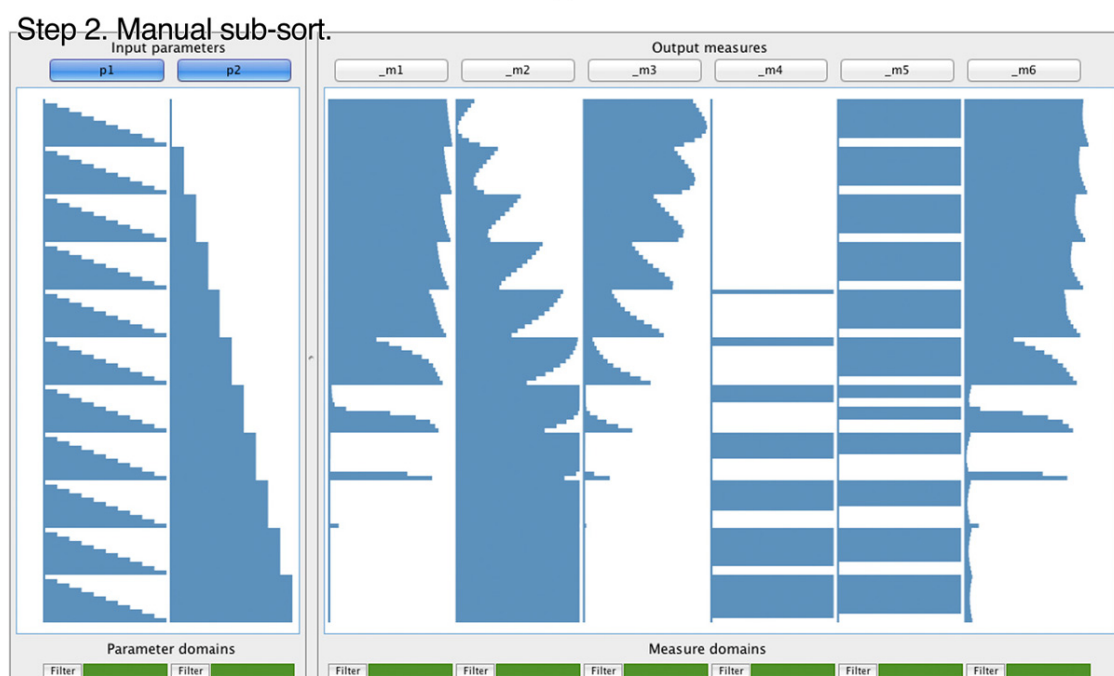 Step 2. Manual sub-sort.
Input parameters
Output measures
p1 p2 _m1 _m2 _m3 _m4 _m5 _m6
Parameter domains
Measure domains
Filter Filter Filter Filter Filter Filter Filter Filter